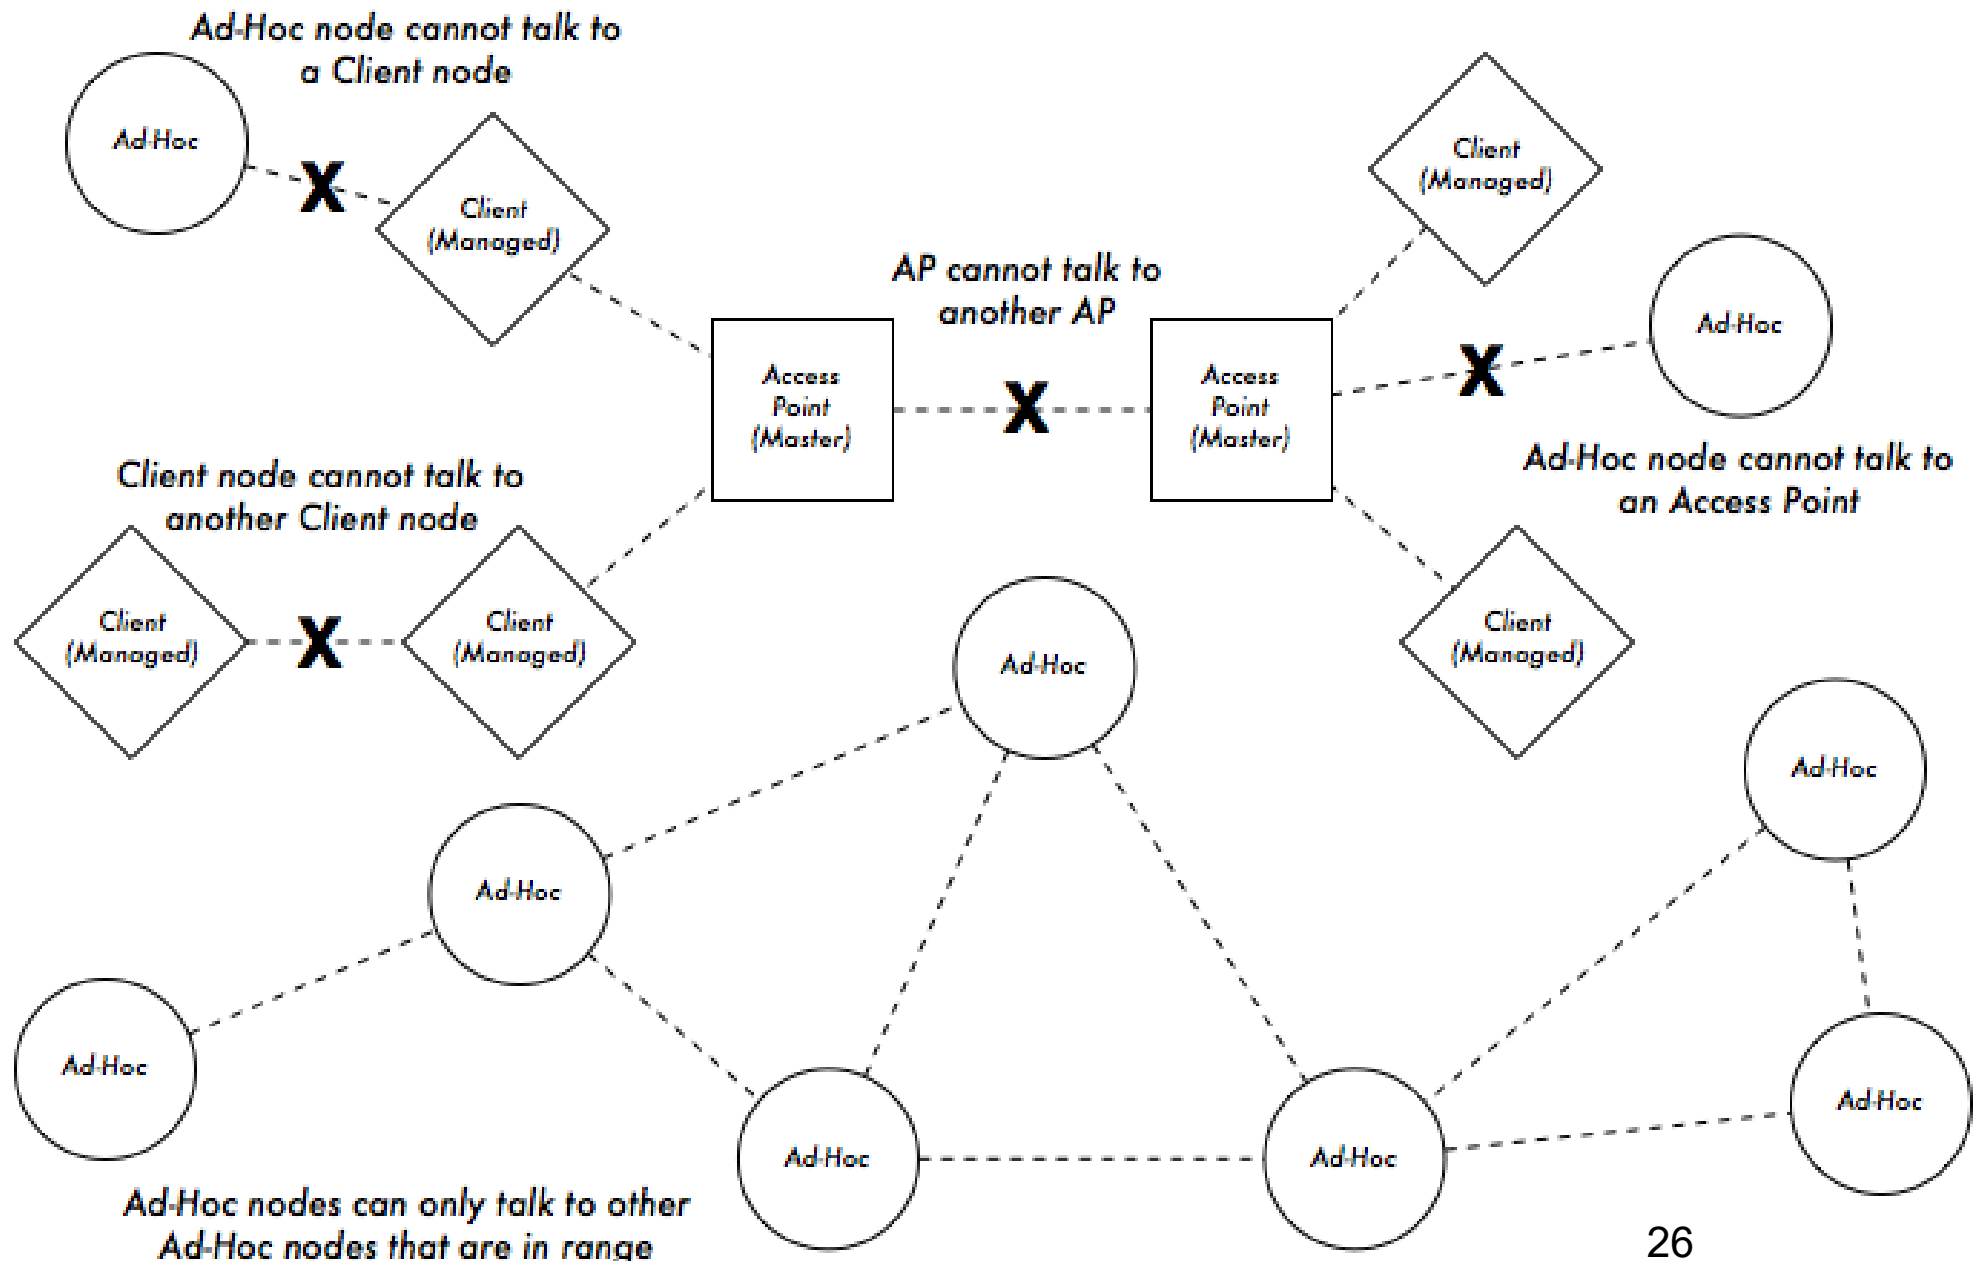 Ad-Hoc node cannot talk to
a Client node
Ad-Hoc
X
Client
(Managed)
Client
(Managed)
AP cannot talk to
another AP
Ad-Hoc
Access
Point
(Master)
X
Access
Point
(Master)
X
Ad-Hoc node cannot talk to
an Access Point
Client node cannot talk to
another Client node
Client
(Managed)
X
Client
(Managed)
Client
(Managed)
Ad-Hoc
Ad-Hoc
Ad-Hoc
Ad-Hoc
Ad-Hoc
Ad-Hoc
Ad-Hoc
Ad-Hoc nodes can only talk to other
Ad-Hoc nodes that are in range
26